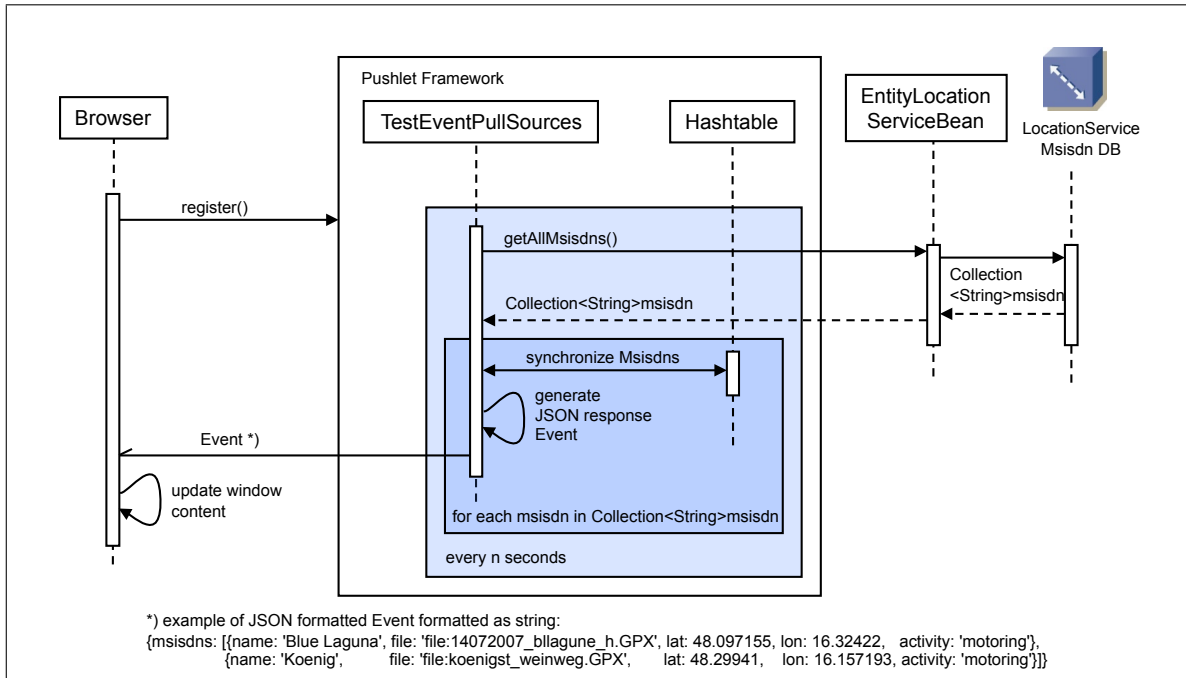 Pushlet Framework
Browser
TestEventPullSources
Hashtable
EntityLocation
ServiceBean
LocationService
Msisdn DB
register()
getAllMsisdns()
Collection
<String>msisdn
Collection<String>msisdn
synchronize Msisdns
generate
JSON response
Event
Event *)
update window
content
for each msisdn in Collection<String>msisdn
every n seconds
*) example of JSON formatted Event formatted as string:
{msisdns: [{name: 'Blue Laguna', file: 'file:14072007_bllagune_h.GPX', lat: 48.097155, lon: 16.32422, activity: 'motoring'},
{name: 'Koenig', file: 'file:koenigst_weinweg.GPX', lat: 48.29941, lon: 16.157193, activity: 'motoring'}]}